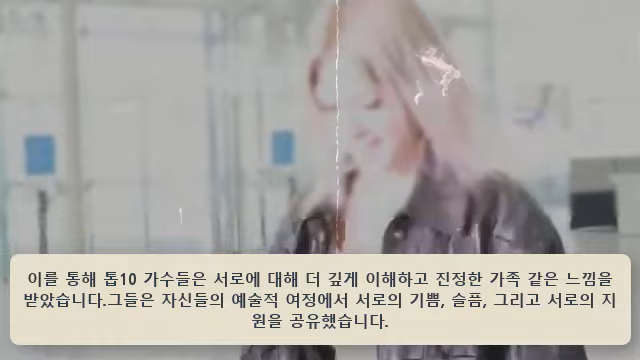 이를 통해 톱10 가수들은 서로에 대해 더 깊게 이해하고 진정한 가족 같은 느낌을
받았습니다.그들은 자신들의 예술적 여정에서 서로의 기쁨, 슬픔, 그리고 서로의 지
원을 공유했습니다.